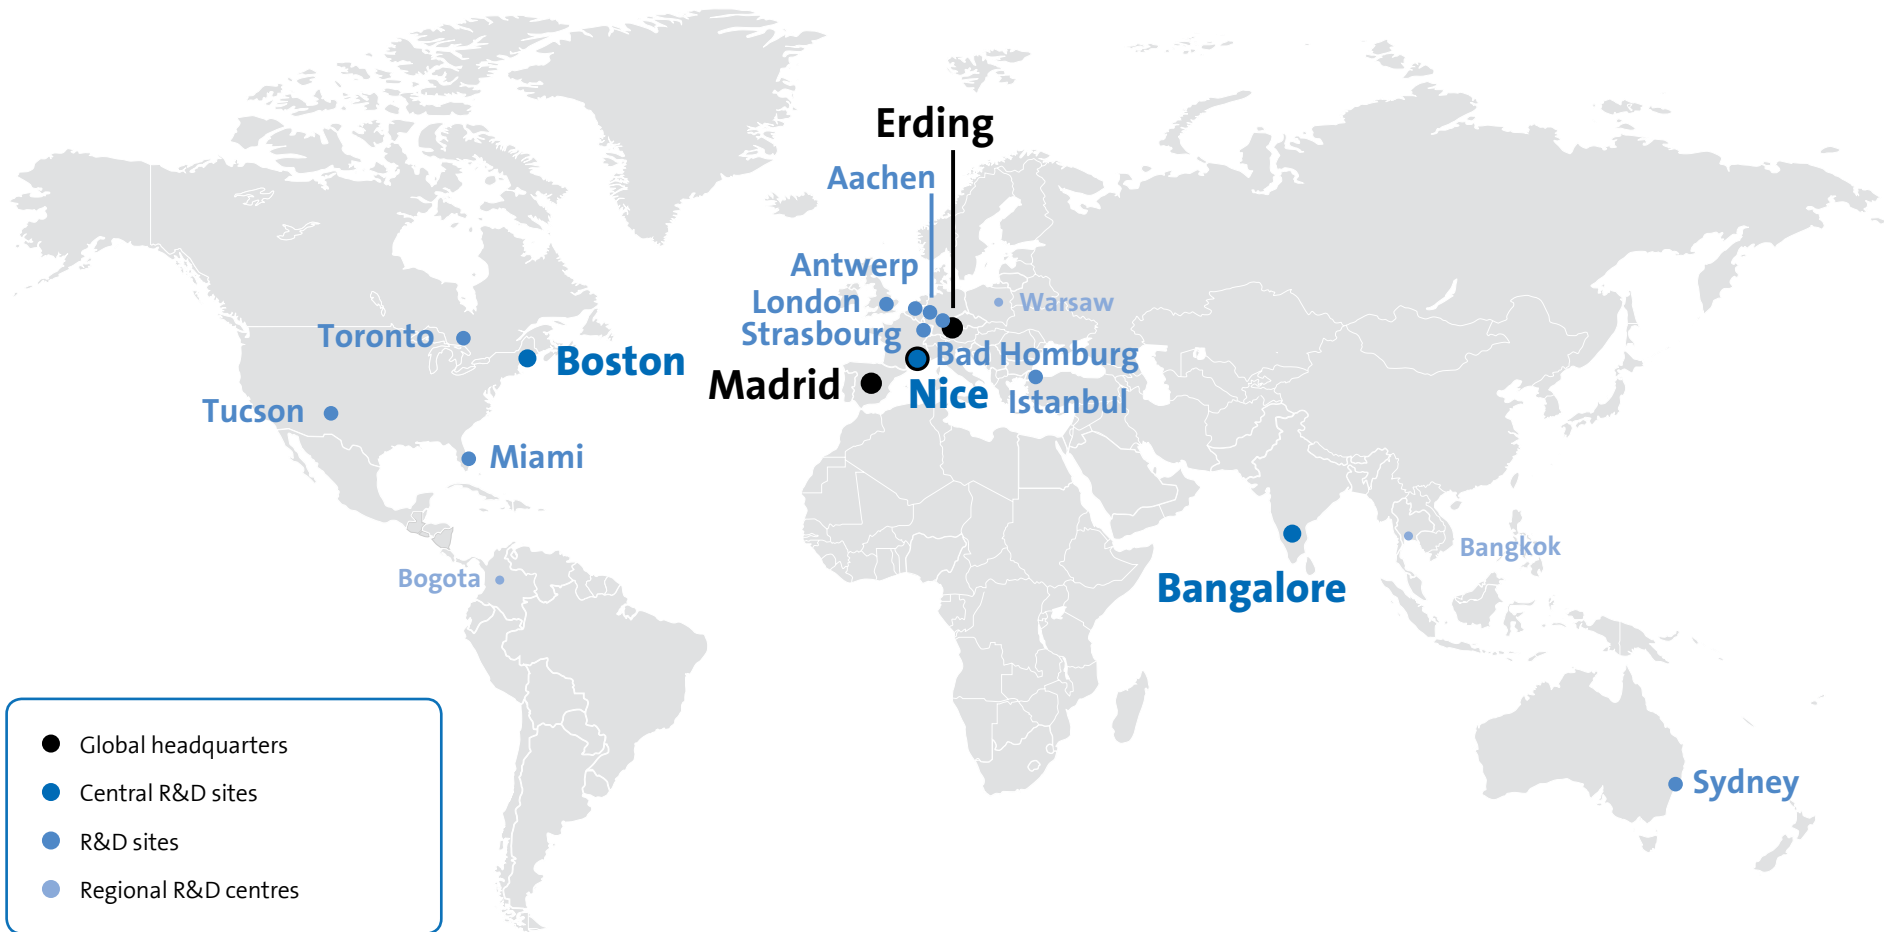 Erding
Aachen
Antwerp
London
Warsaw
Strasbourg
Toronto
Boston
Bad Homburg
Madrid
Nice
Istanbul
Tucson
Miami
Bangkok
Bogota
Bangalore
Sydney
Global headquarters
Central R&D sites
R&D sites
Regional R&D centres